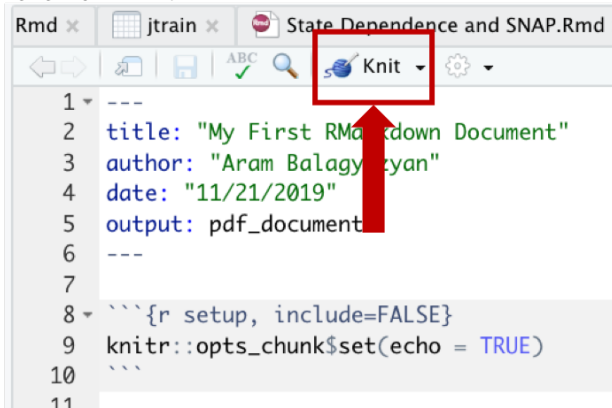 Rmd × jtrain × Rmd State Dependence and SNAP.Rmd
ABC Knit
1 ---
2 title: "My First RMarkdown Document"
3 author: "Aram
4 date: "11/21/2019"
5 output: pdf_document
6 ---
7
8 ```{r setup, include=FALSE}
9 knitr::opts_chunk$set(echo = TRUE)
10 ```
11